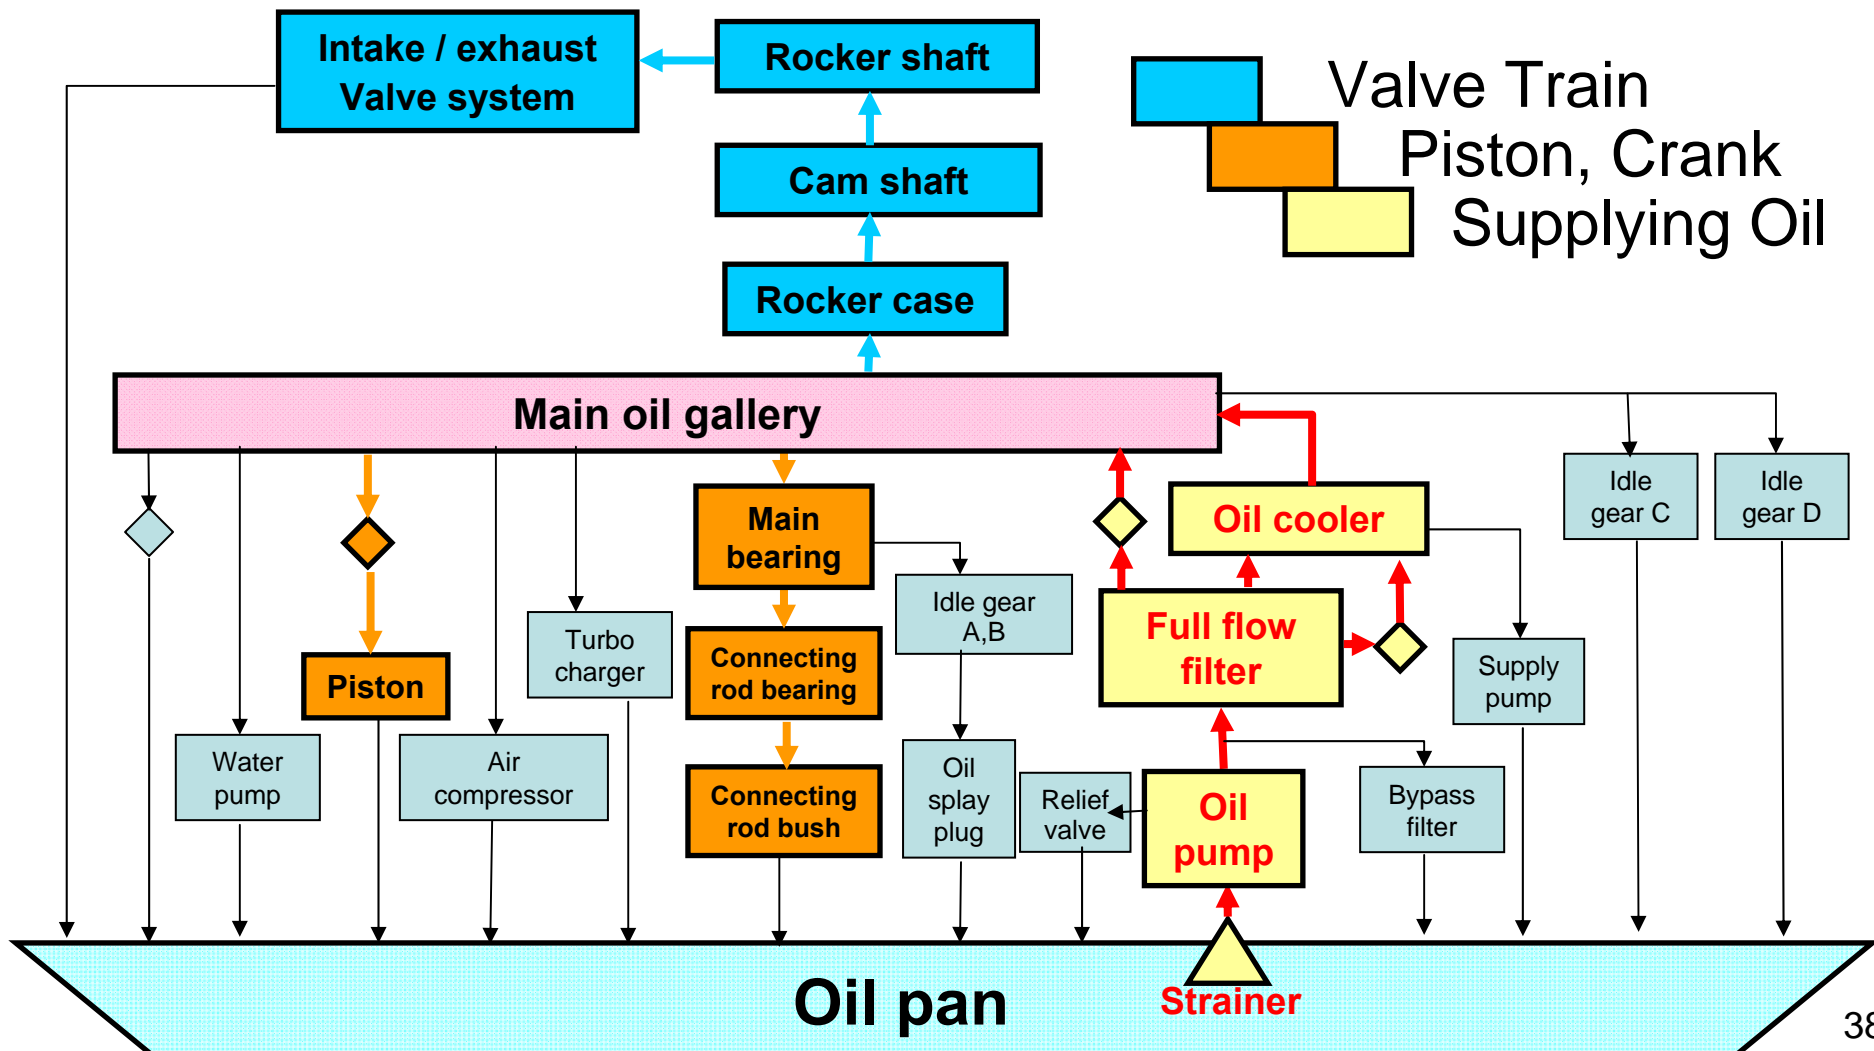 Intake / exhaust
Valve system
Rocker shaft
Valve Train
Piston, Crank
Supplying Oil
Cam shaft
Rocker case
Main oil gallery
Main
bearing
Oil cooler
Idle
gear C
Idle
gear D
Idle gear
A,B
Full flow
filter
Turbo
charger
Connecting
rod bearing
Piston
Supply
pump
Water
pump
Air
compressor
Connecting
rod bush
Oil
splay
plug
Relief
valve
Oil
pump
Bypass
filter
Oil pan
Strainer
38